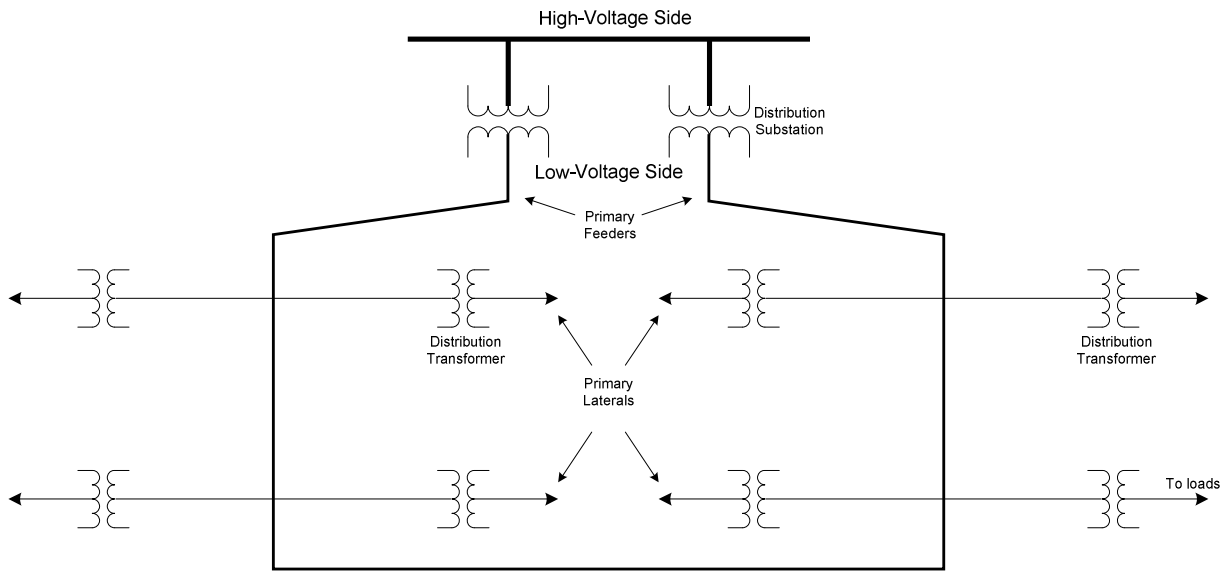 High-Voltage Side
Distribution
Substation
Low-Voltage Side
Primary
Feeders
Distribution
Transformer
Distribution
Transformer
Primary
Laterals
To loads